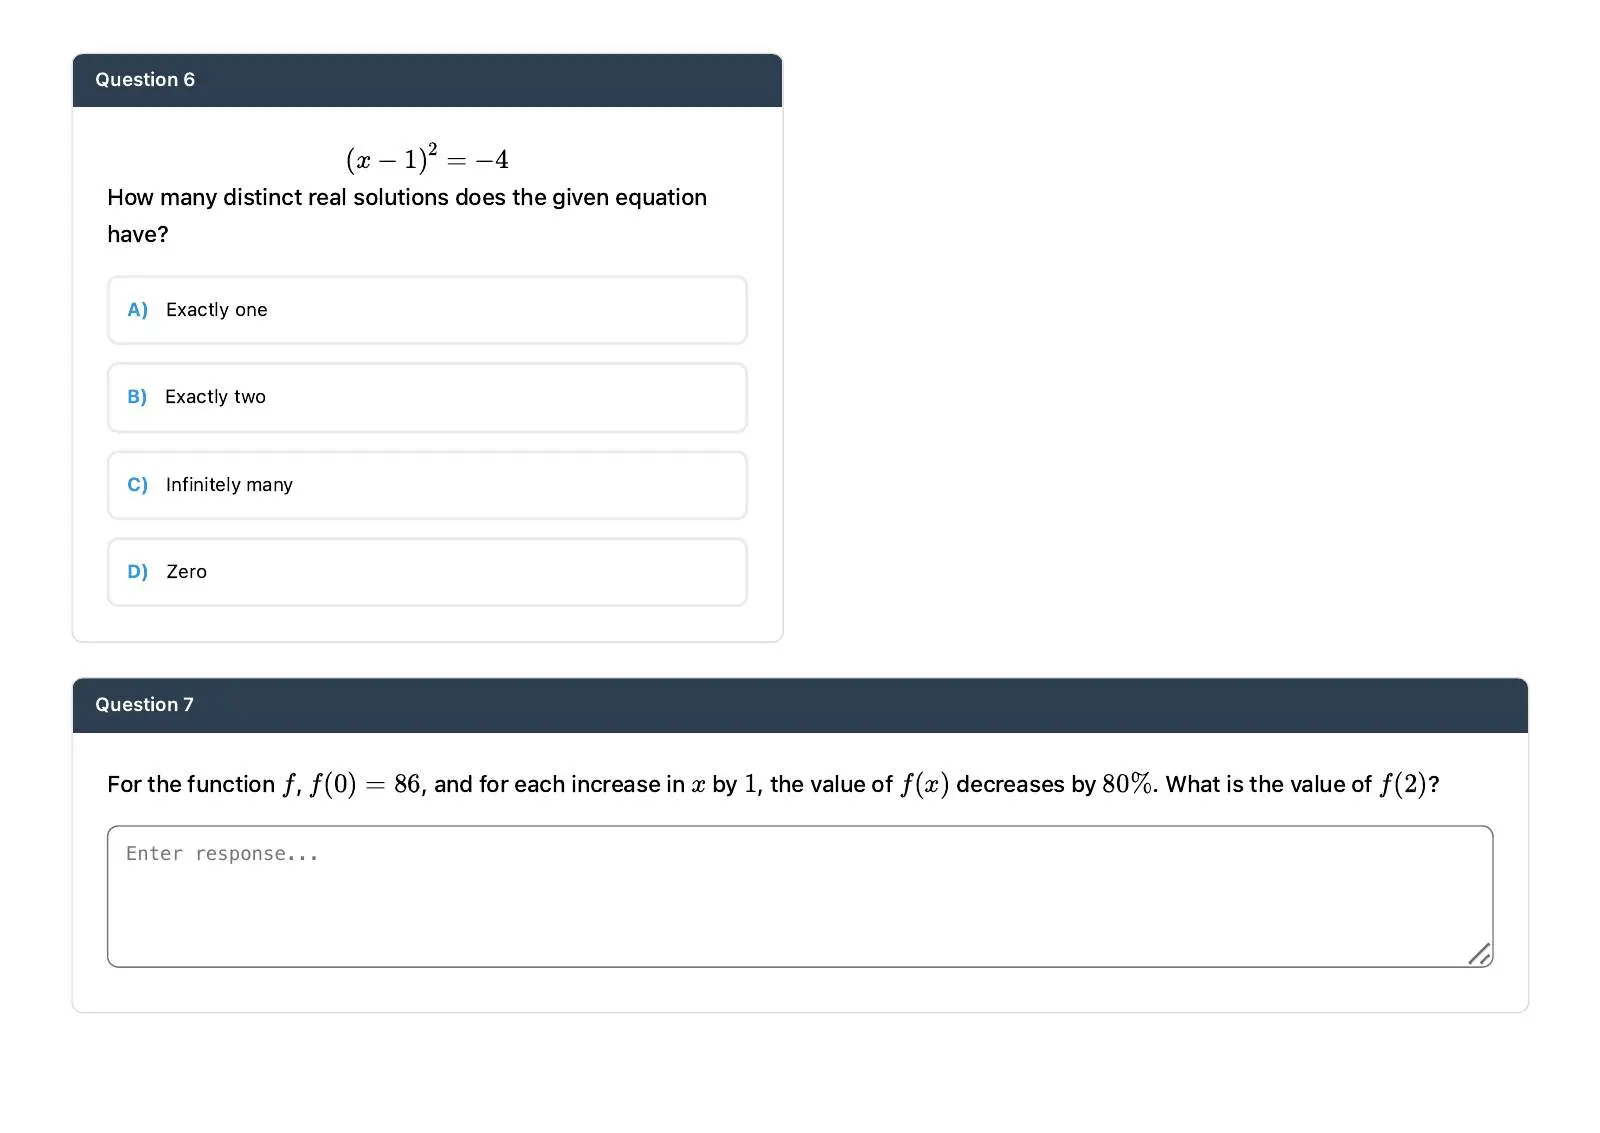 Question 6
(x − 1)² = −4
How many distinct real solutions does the given equation
have?
A) Exactly one
B) Exactly two
C) Infinitely many
D) Zero
Question 7
For the function f, f(0) = 86, and for each increase in x by 1, the value of f(x) decreases by 80%. What is the value of f(2)?
Enter response...